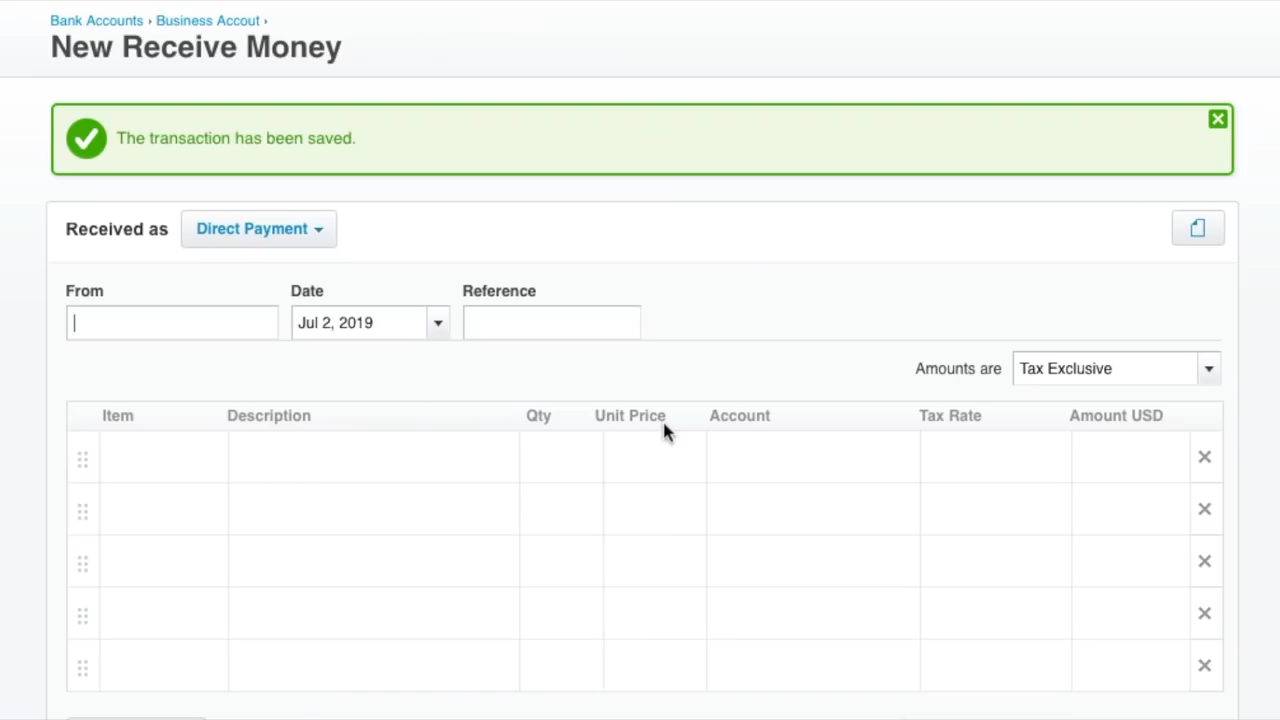 Bank Accounts › Business Accout ›
New Receive Money
The transaction has been saved.
Received as Direct Payment
From Date Reference
Jul 2, 2019
Amounts are Tax Exclusive
Item Description Qty Unit Price Account Tax Rate Amount USD